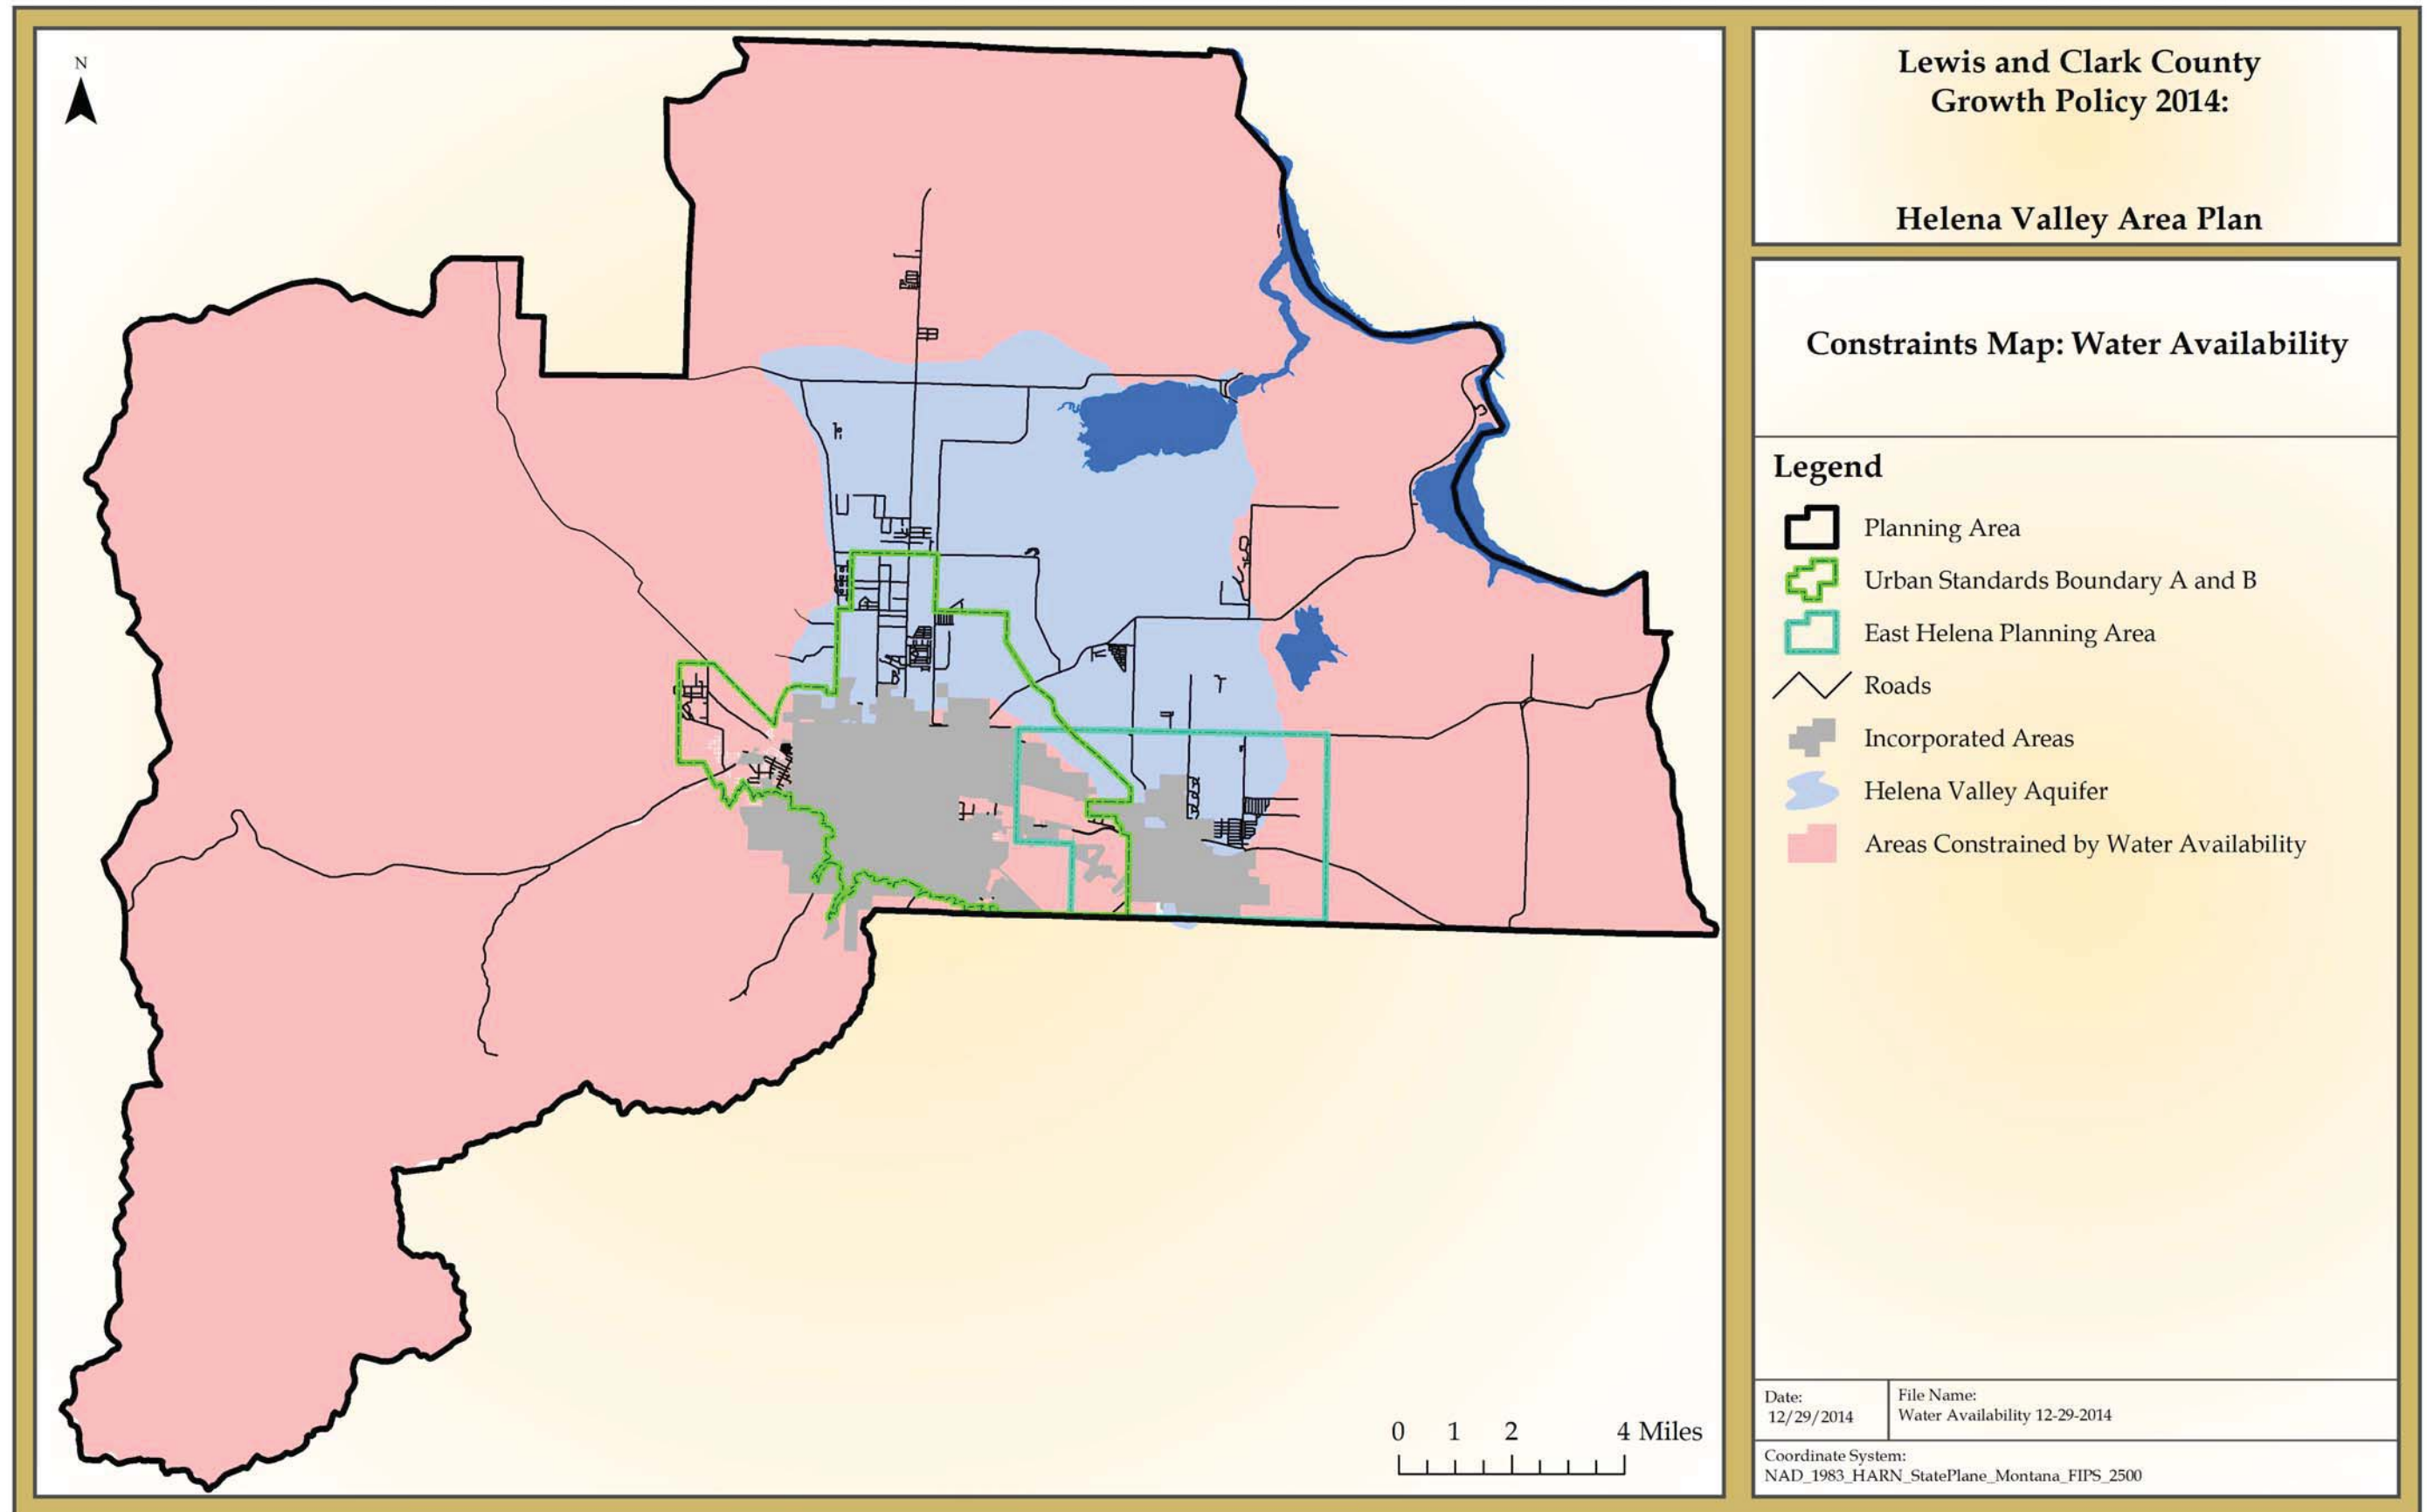 N
Lewis and Clark County
Growth Policy 2014:
Helena Valley Area Plan
Constraints Map: Water Availability
Legend
Planning Area
Urban Standards Boundary A and B
East Helena Planning Area
Roads
Incorporated Areas
Helena Valley Aquifer
Areas Constrained by Water Availability
0 1 2 4 Miles
Date:
12/29/2014
File Name:
Water Availability 12-29-2014
Coordinate System:
NAD_1983_HARN_StatePlane_Montana_FIPS_2500